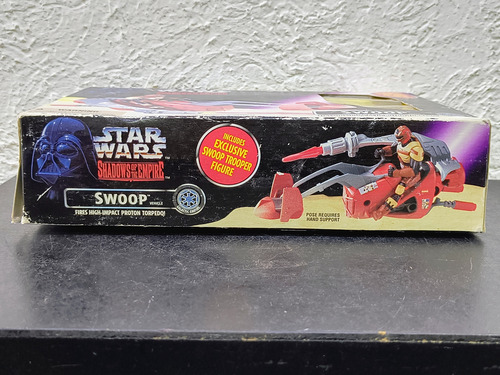 STAR
WARS
SHADOWS OF THE EMPIRE
SWOOP
VEHICLE
FIRES HIGH-IMPACT PROTON TORPEDO!
INCLUDES
EXCLUSIVE
SWOOP TROOPER
FIGURE
POSE REQUIRES
HAND SUPPORT